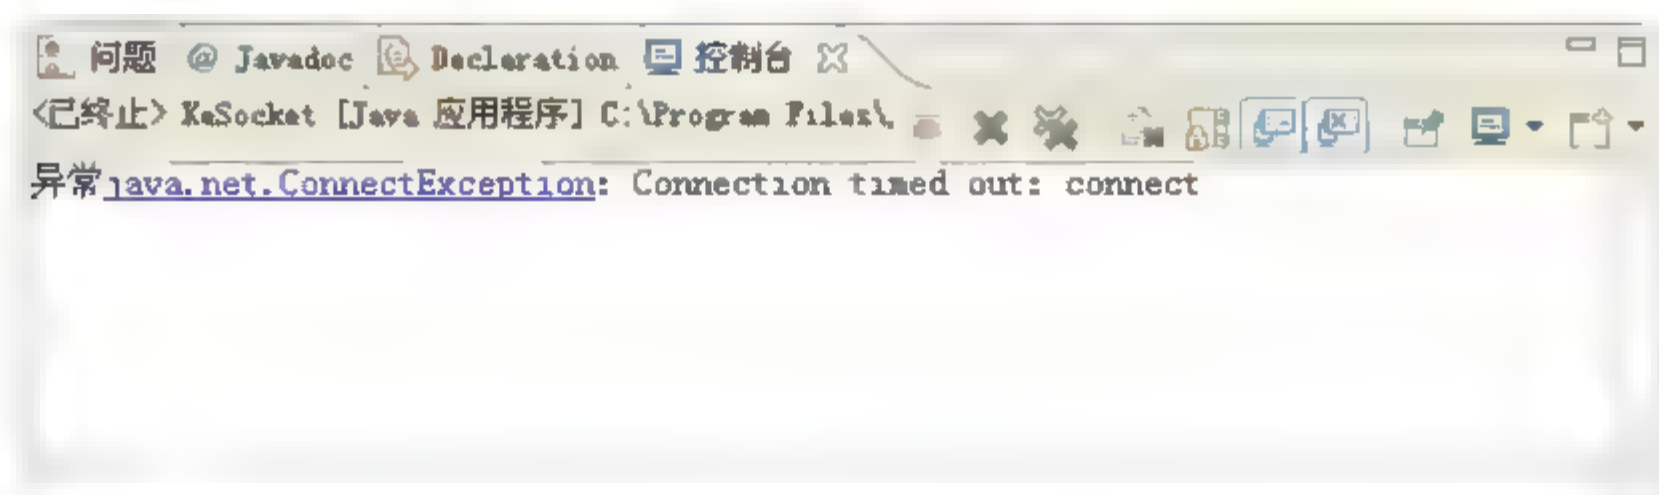 问题 @ Javadoc Declaration 控制台
<已终止> XaSocket [Java 应用程序] C:\Program Files\.
异常java.net.ConnectException: Connection timed out: connect